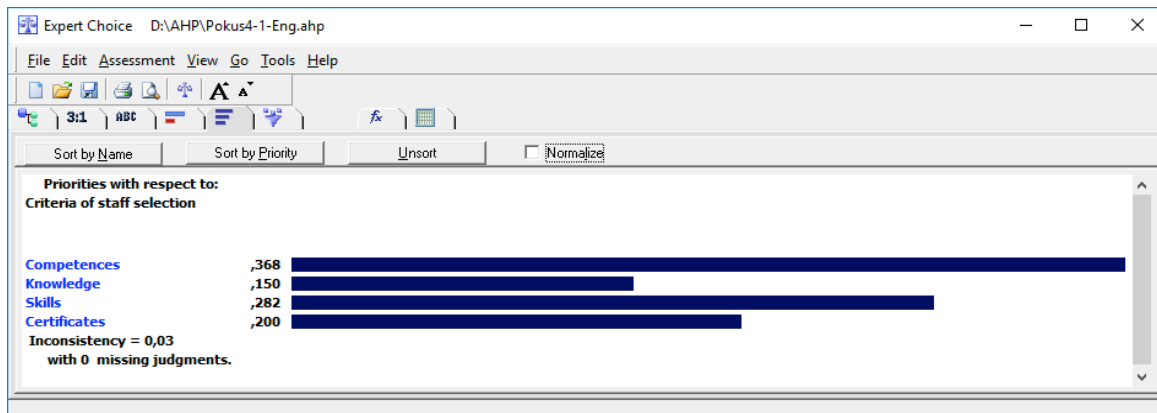 Expert Choice D:\AHP\Pokus4-1-Eng.ahp
File Edit Assessment View Go Tools Help
A A
3:1 ABC fx
Sort by Name Sort by Priority Unsort Normalize
Priorities with respect to:
Criteria of staff selection
Competences ,368
Knowledge ,150
Skills ,282
Certificates ,200
Inconsistency = 0,03
with 0 missing judgments.